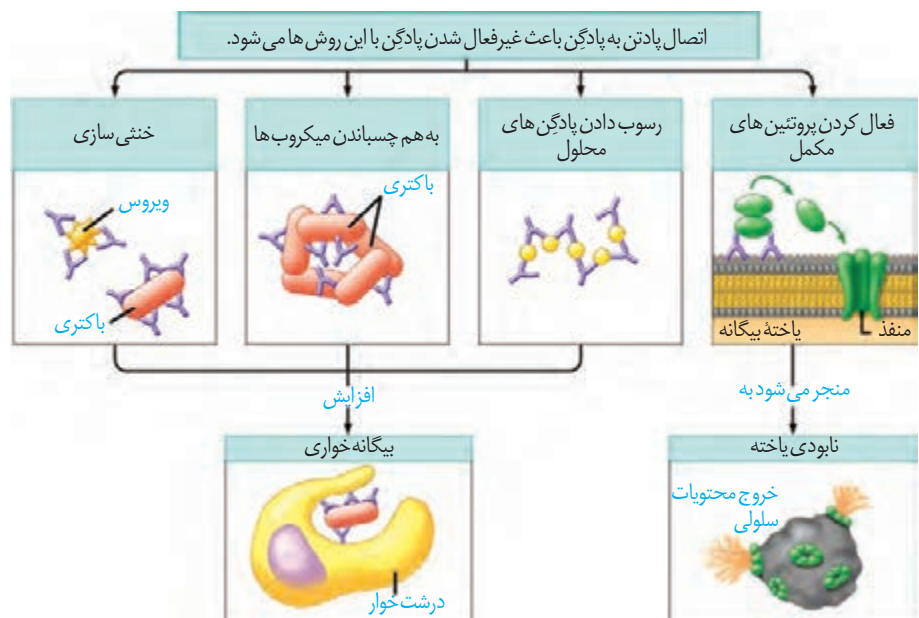 اتصال پادتن به پادگِن باعث غیرفعال شدن پادگِن با این روش ها می شود.
فعال کردن پروتئین های
مکمل
رسوب دادن پادگِن های
محلول
به هم چسباندن میکروب ها
خنثی سازی
منفذ
یاختهٔ بیگانه
باکتری
ویروس
باکتری
منجر می شود به
افزایش
نابودی یاخته
خروج محتویات
سلولی
بیگانه خواری
درشت خوار